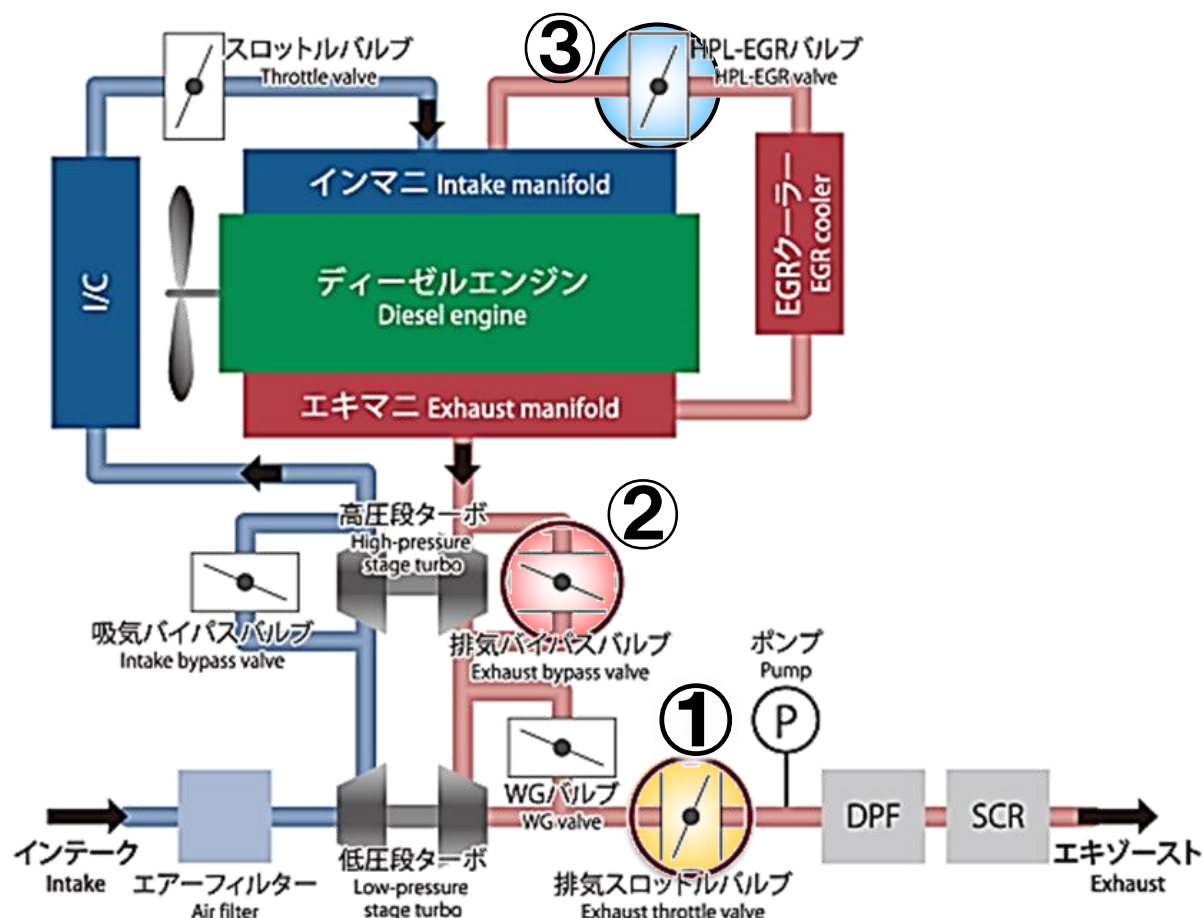 ③
スロットルバルブ
Throttle valve
HPL-EGRバルブ
HPL-EGR valve
インマニ Intake manifold
I/C
ディーゼルエンジン
Diesel engine
EGRクーラー
EGR cooler
エキマニ Exhaust manifold
高圧段ターボ
High-pressure
stage turbo
②
吸気バイパスバルブ
Intake bypass valve
排気バイパスバルブ
Exhaust bypass valve
ポンプ
Pump
①
P
WGバルブ
WG valve
DPF
SCR
インテーク
Intake
エアーフィルター
Air filter
低圧段ターボ
Low-pressure
stage turbo
排気スロットルバルブ
Exhaust throttle valve
エキゾースト
Exhaust